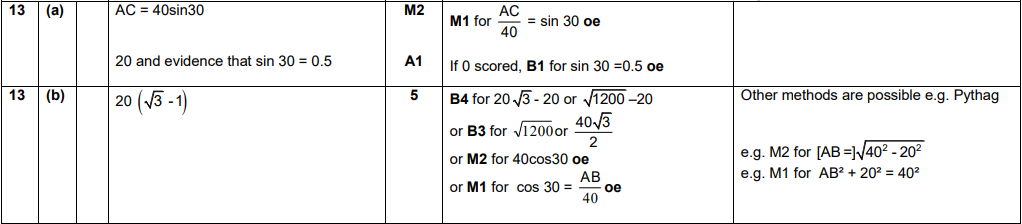 13 (a) AC = 40sin30 M2 M1 for AC/40 = sin 30 oe
20 and evidence that sin 30 = 0.5 A1 If 0 scored, B1 for sin 30 =0.5 oe
13 (b) 20 (√3 -1) 5 B4 for 20√3 - 20 or √1200 –20 Other methods are possible e.g. Pythag
or B3 for √1200 or 40√3/2
or M2 for 40cos30 oe e.g. M2 for [AB =]√40² - 20²
or M1 for cos 30 = AB/40 oe e.g. M1 for AB² + 20² = 40²